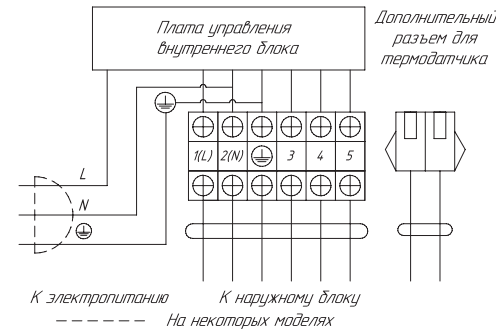 Плата управления
внутреннего блока
Дополнительный
разъем для
термодатчика
1(L) 2(N) 3 4 5
L
N
К электропитанию К наружному блоку
На некоторых моделях